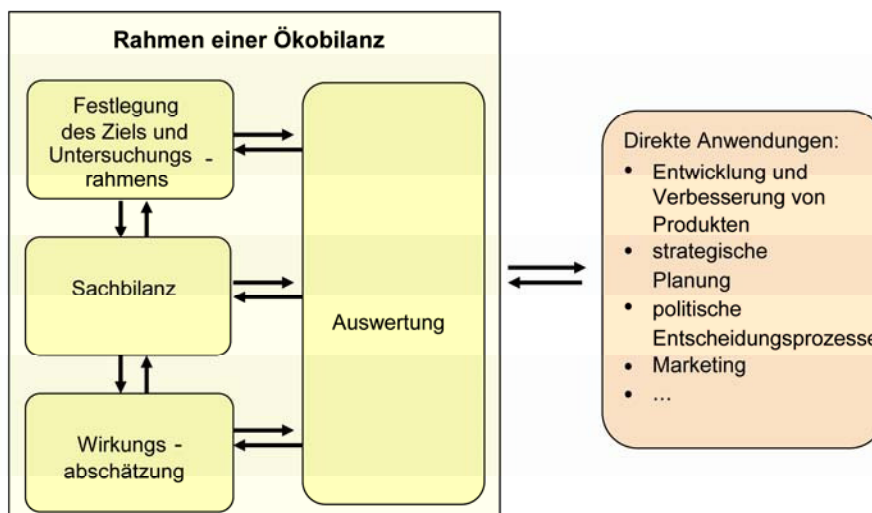 Rahmen einer Ökobilanz
Festlegung
des Ziels und
Untersuchungs -
rahmens
Sachbilanz
Wirkungs -
abschätzung
Auswertung
Direkte Anwendungen:
• Entwicklung und
Verbesserung von
Produkten
• strategische
Planung
• politische
Entscheidungsprozesse
• Marketing
• ...